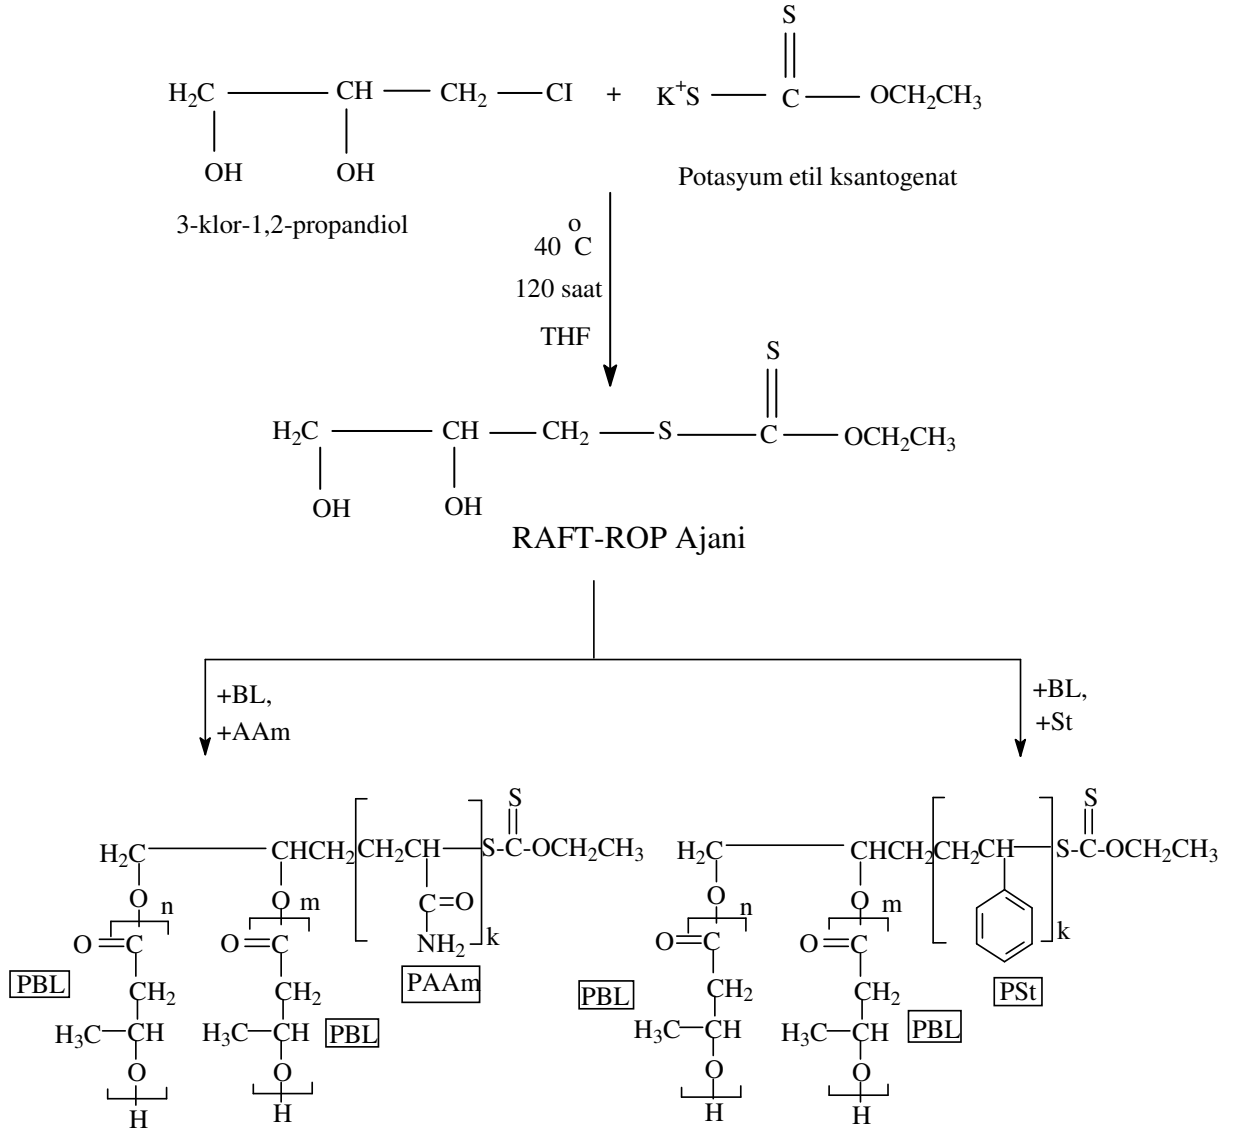 S
H₂C CH CH₂ Cl + K⁺S C OCH₂CH₃
OH OH
Potasyum etil ksantogenat
3-klor-1,2-propandiol
40 °C
120 saat
THF
S
H₂C CH CH₂ S C OCH₂CH₃
OH OH
RAFT-ROP Ajani
+BL,
+AAm
+BL,
+St
S
H₂C CHCH₂ CH₂CH S-C-OCH₂CH₃
O n O m C=O
O C O C NH₂ k
PBL CH₂ CH₂ PAAm
H₃C CH H₃C CH PBL
O O
H H
S
H₂C CHCH₂ CH₂CH S-C-OCH₂CH₃
O n O m
O C O C k
PBL CH₂ CH₂ PSt
H₃C CH H₃C CH PBL
O O
H H